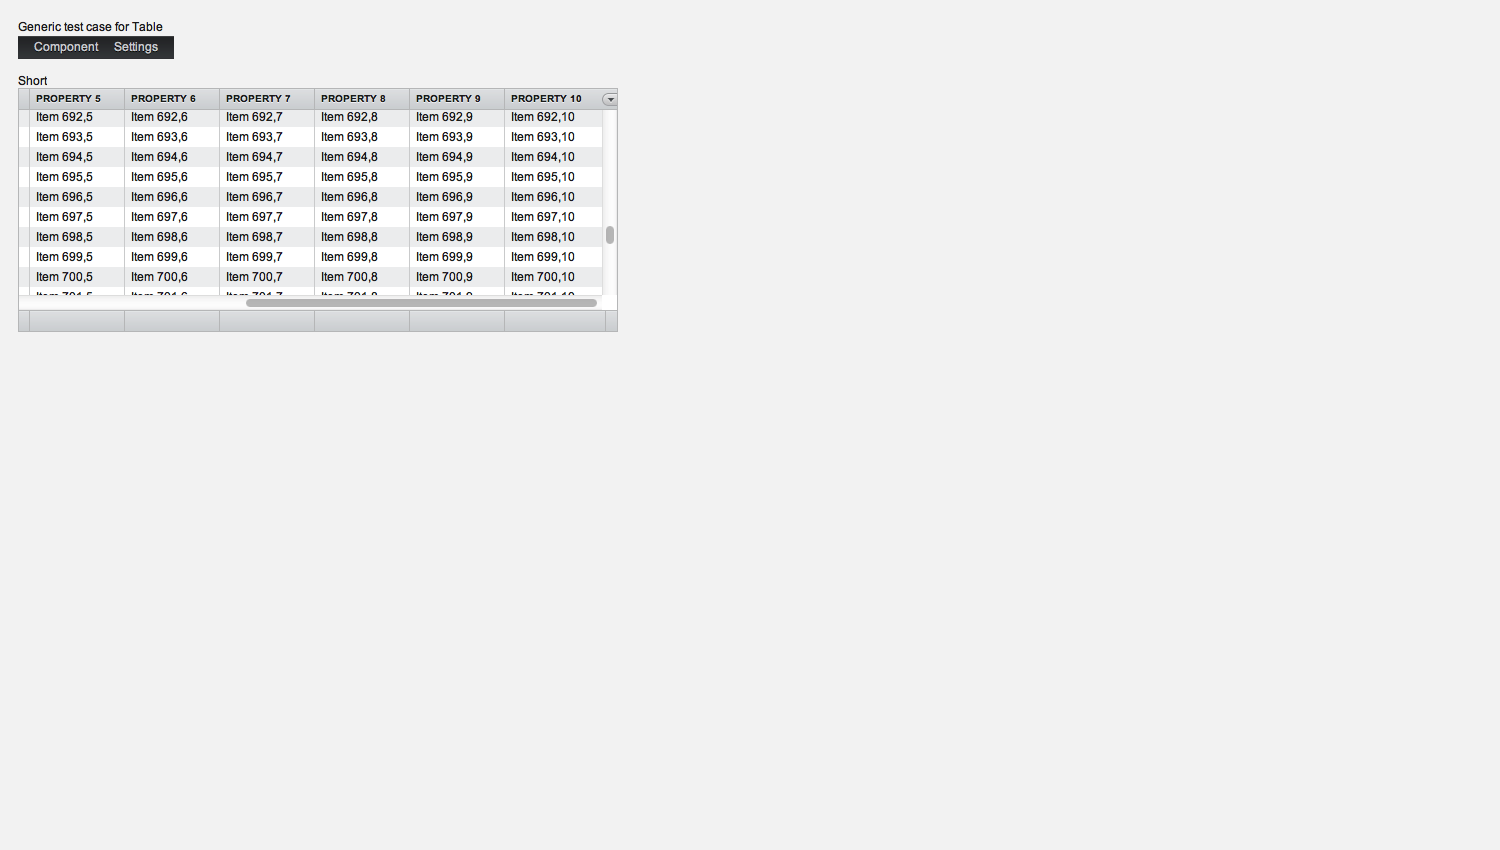 Generic test case for Table
Component Settings
Short
PROPERTY 5 PROPERTY 6 PROPERTY 7 PROPERTY 8 PROPERTY 9 PROPERTY 10
Item 692,5 Item 692,6 Item 692,7 Item 692,8 Item 692,9 Item 692,10
Item 693,5 Item 693,6 Item 693,7 Item 693,8 Item 693,9 Item 693,10
Item 694,5 Item 694,6 Item 694,7 Item 694,8 Item 694,9 Item 694,10
Item 695,5 Item 695,6 Item 695,7 Item 695,8 Item 695,9 Item 695,10
Item 696,5 Item 696,6 Item 696,7 Item 696,8 Item 696,9 Item 696,10
Item 697,5 Item 697,6 Item 697,7 Item 697,8 Item 697,9 Item 697,10
Item 698,5 Item 698,6 Item 698,7 Item 698,8 Item 698,9 Item 698,10
Item 699,5 Item 699,6 Item 699,7 Item 699,8 Item 699,9 Item 699,10
Item 700,5 Item 700,6 Item 700,7 Item 700,8 Item 700,9 Item 700,10